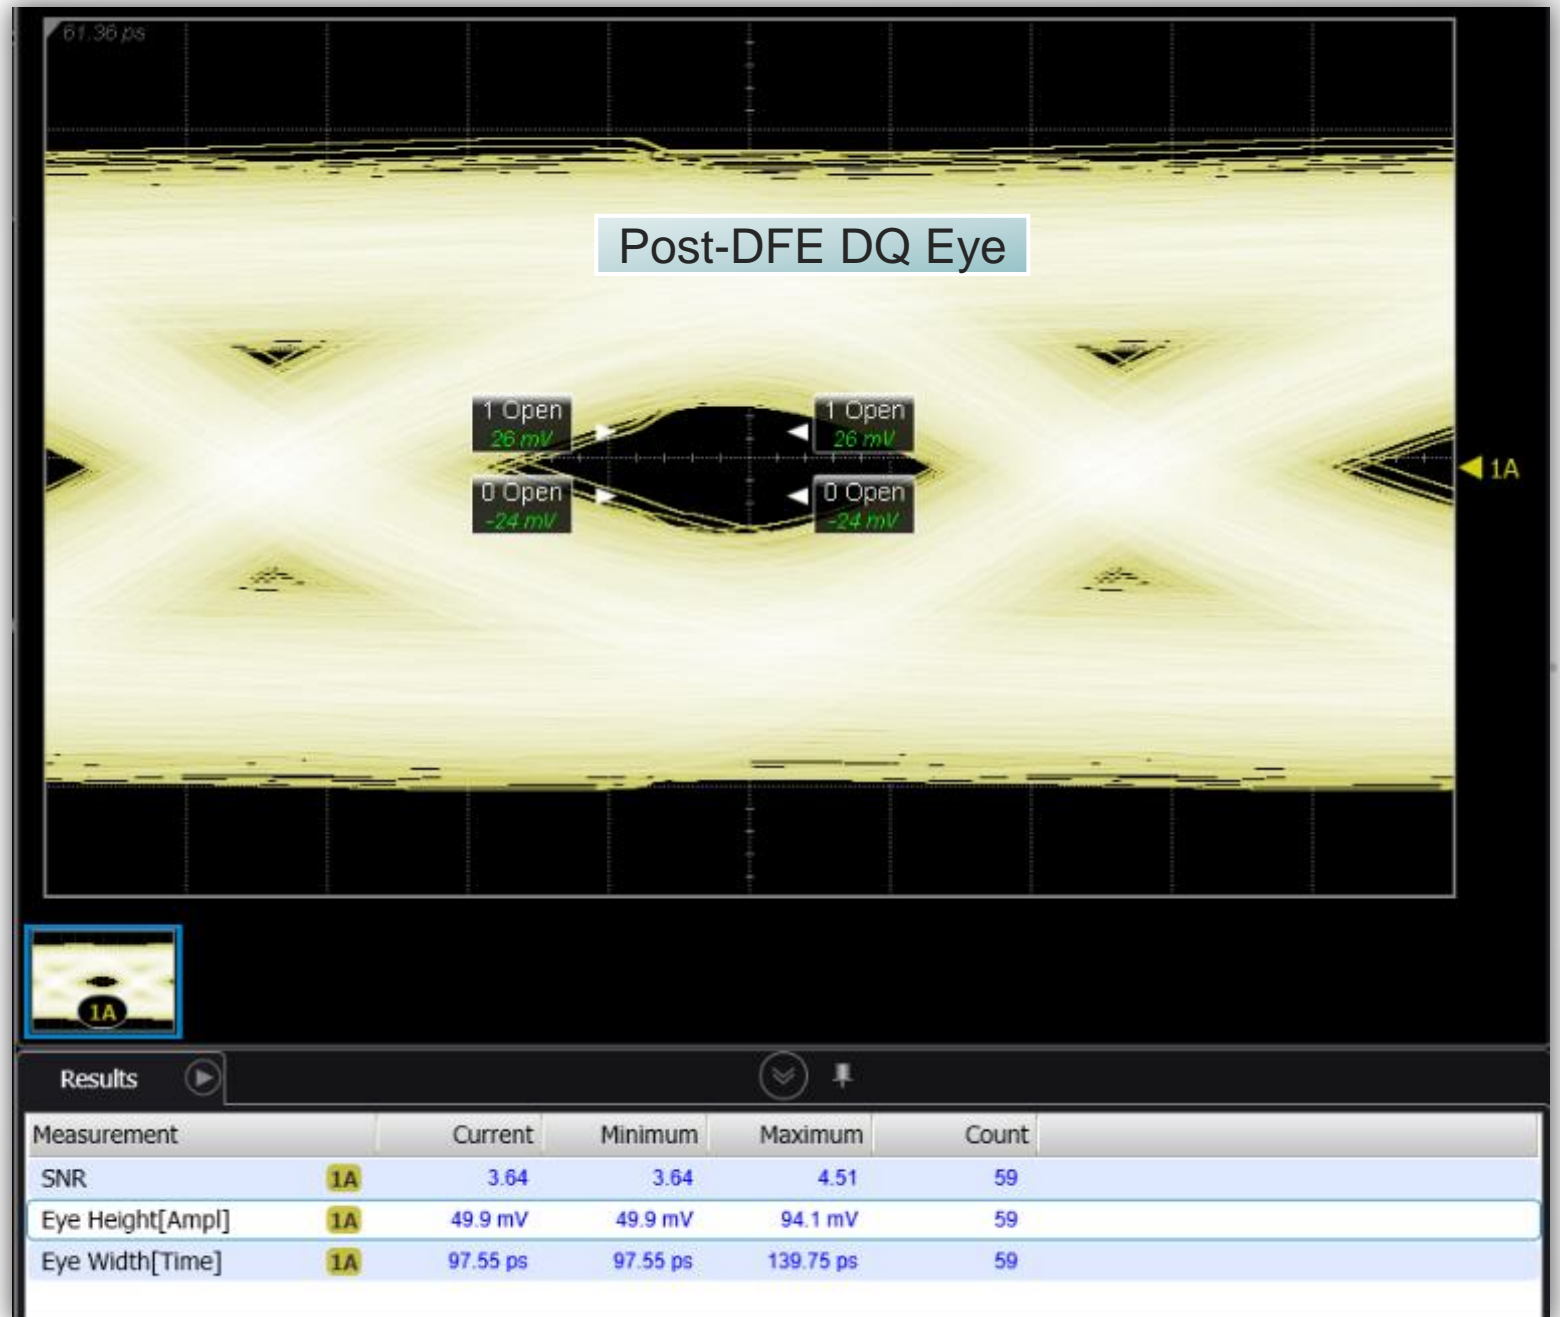 61.36 ps
Post-DFE DQ Eye
1 Open
26 mV
1 Open
26 mV
0 Open
-24 mV
0 Open
-24 mV
1A
1A
Results
Measurement Current Minimum Maximum Count
SNR 1A 3.64 3.64 4.51 59
Eye Height[Ampl] 1A 49.9 mV 49.9 mV 94.1 mV 59
Eye Width[Time] 1A 97.55 ps 97.55 ps 139.75 ps 59